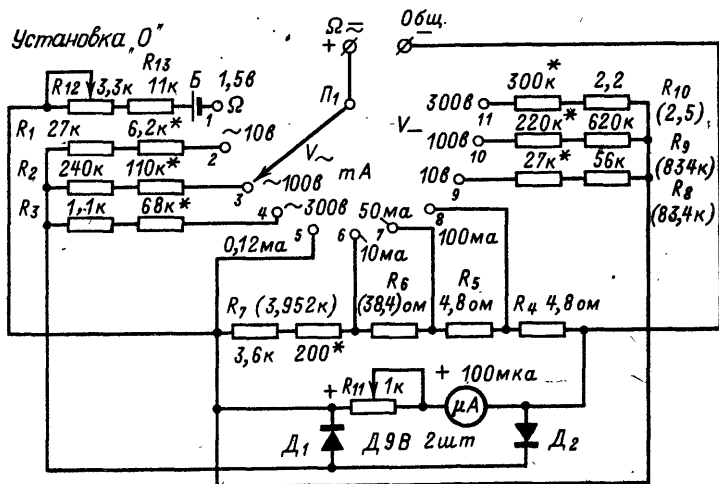 Установка „0"
Ω ≂
+
Общ.
–
R12 3,3к
R13
11к
Б
1,5в
1
Ω
П1
R1 27к
6,2к*
2
~10в
R2
240к
110к*
3
~100в
R3
1,1к
68к*
4
~300в
V~
mA
V–
300в
11
300к*
2,2
R10
(2,5)
100в
10
220к*
620к
R9
(834к)
10в
9
27к*
56к
R8
(83,4к)
5
0,12ма
6
10ма
50ма
7
8
100ма
R7 (3,952к)
3,6к
200*
R6
(38,4)ом
R5
4,8ом
R4 4,8ом
+
R11
1к
+ 100мка
μA
Д1
Д9В 2шт
Д2